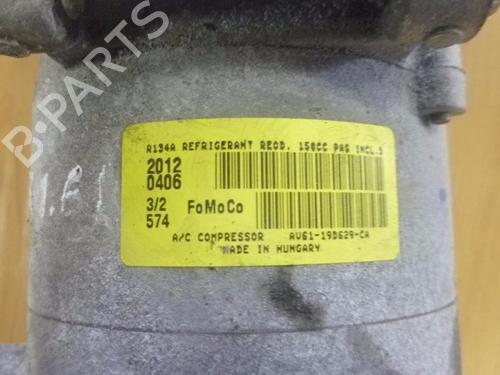 B-PARTS
R134A REFRIGERANT REQD. 150CC PAG INCL.
2012
0406
3/2
574
FoMoCo
A/C COMPRESSOR AV61-19D629-CA
MADE IN HUNGARY